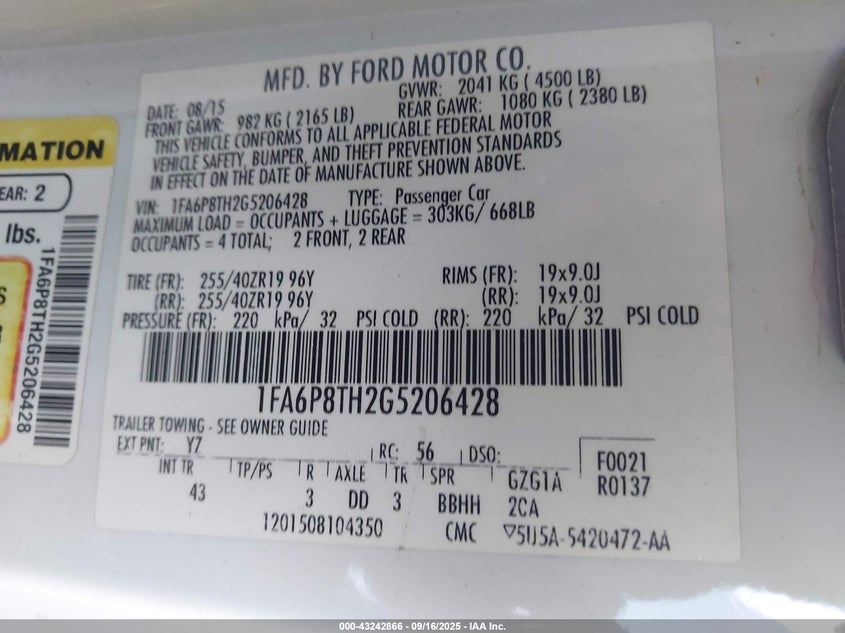 MFD. BY FORD MOTOR CO.
DATE: 08/15 GVWR: 2041 KG ( 4500 LB)
FRONT GAWR: 982 KG ( 2165 LB) REAR GAWR: 1080 KG ( 2380 LB)
THIS VEHICLE CONFORMS TO ALL APPLICABLE FEDERAL MOTOR
VEHICLE SAFETY, BUMPER, AND THEFT PREVENTION STANDARDS
IN EFFECT ON THE DATE OF MANUFACTURE SHOWN ABOVE.
VIN: 1FA6P8TH2G5206428 TYPE: Passenger Car
MAXIMUM LOAD = OCCUPANTS + LUGGAGE = 303KG/ 668LB
OCCUPANTS = 4 TOTAL; 2 FRONT, 2 REAR
TIRE (FR): 255/40ZR19 96Y RIMS (FR): 19x9.0J
(RR): 255/40ZR19 96Y (RR): 19x9.0J
PRESSURE (FR): 220 kPa/ 32 PSI COLD (RR): 220 kPa/ 32 PSI COLD
1FA6P8TH2G5206428
TRAILER TOWING - SEE OWNER GUIDE
EXT PNT: YZ RC: 56 DSO: F0021
INT TR TP/PS R AXLE TR SPR GZG1A R0137
43 3 DD 3 BBHH 2CA
1201508104350 CMC ▽5U5A-5420472-AA
MATION
EAR: 2
lbs.
1FA6P8TH2G5206428
000-43242866 - 09/16/2025 - IAA Inc.